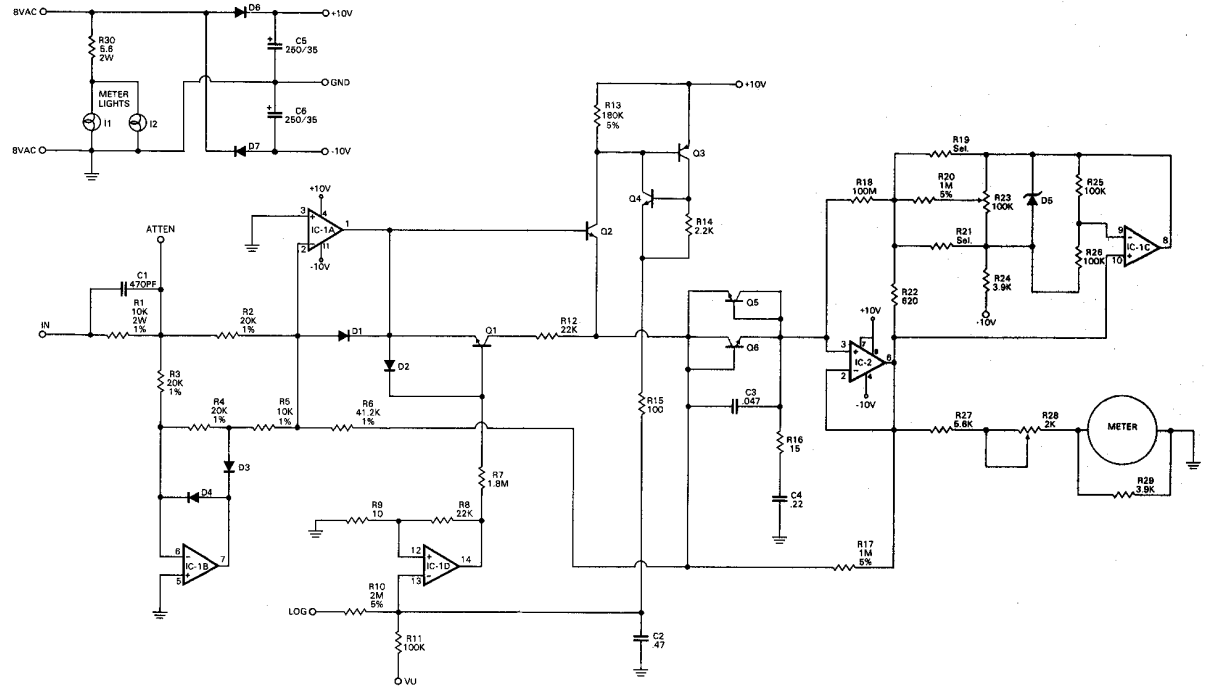 8VAC
R30
5.6
2W
METER
LIGHTS
I1
I2
8VAC
D6
+10V
+
C5
250/35
GND
+
C6
250/35
D7
-10V
R13
180K
5%
+10V
Q3
Q4
R14
2.2K
Q2
+10V
3
+
4
IC-1A
1
2
-
11
-10V
ATTEN
C1
470PF
R1
10K
2W
1%
IN
R2
20K
1%
D1
Q1
R12
22K
D2
R3
20K
1%
R4
20K
1%
R5
10K
1%
R6
41.2K
1%
D3
D4
6
-
IC-1B
7
5
+
R7
1.8M
R9
10
R8
22K
12
+
IC-1D
14
13
-
R10
2M
5%
LOG
R11
100K
VU
R15
100
C2
.47
Q5
Q6
C3
.047
R16
15
C4
.22
R17
1M
5%
R18
100M
R19
Sel.
R20
1M
5%
R21
Sel.
R22
620
R23
100K
R24
3.9K
-10V
D5
R25
100K
R26
100K
9
-
IC-1C
8
10
+
+10V
3
+
7
8
IC-2
6
2
-
4
-10V
R27
5.6K
R28
2K
METER
R29
3.9K